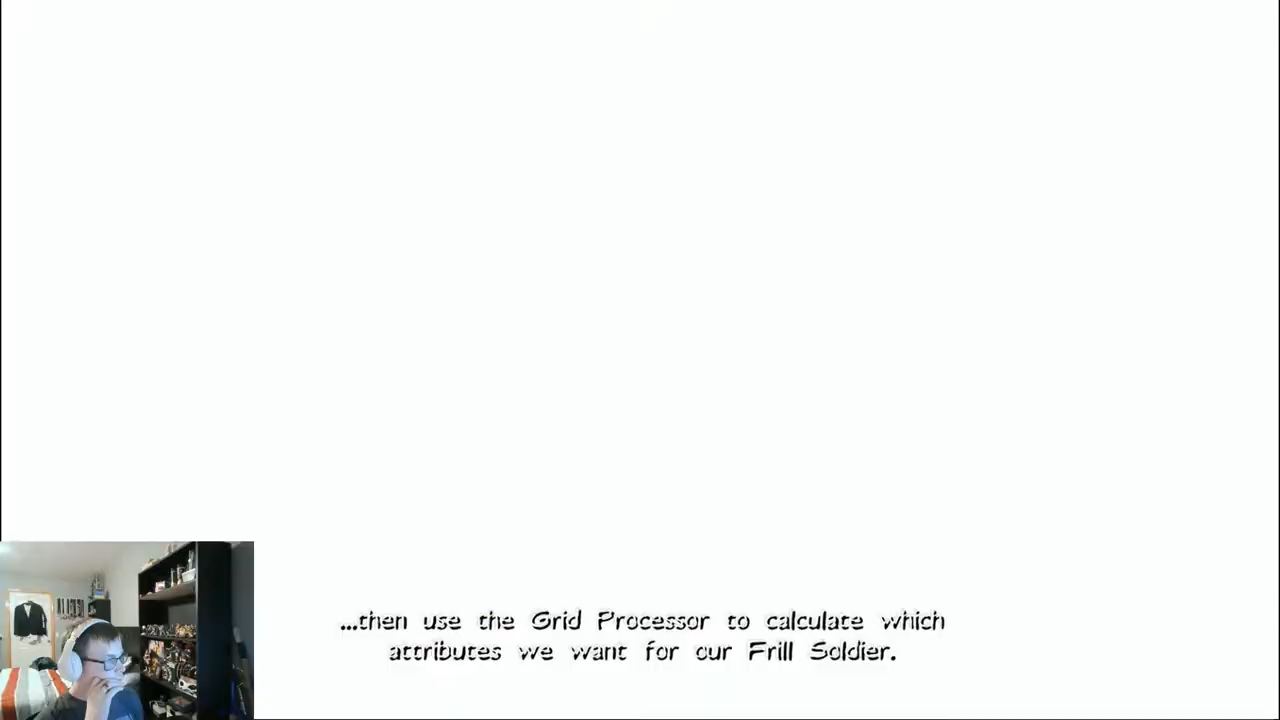 ...then use the Grid Processor to calculate which
attributes we want for our Frill Soldier.